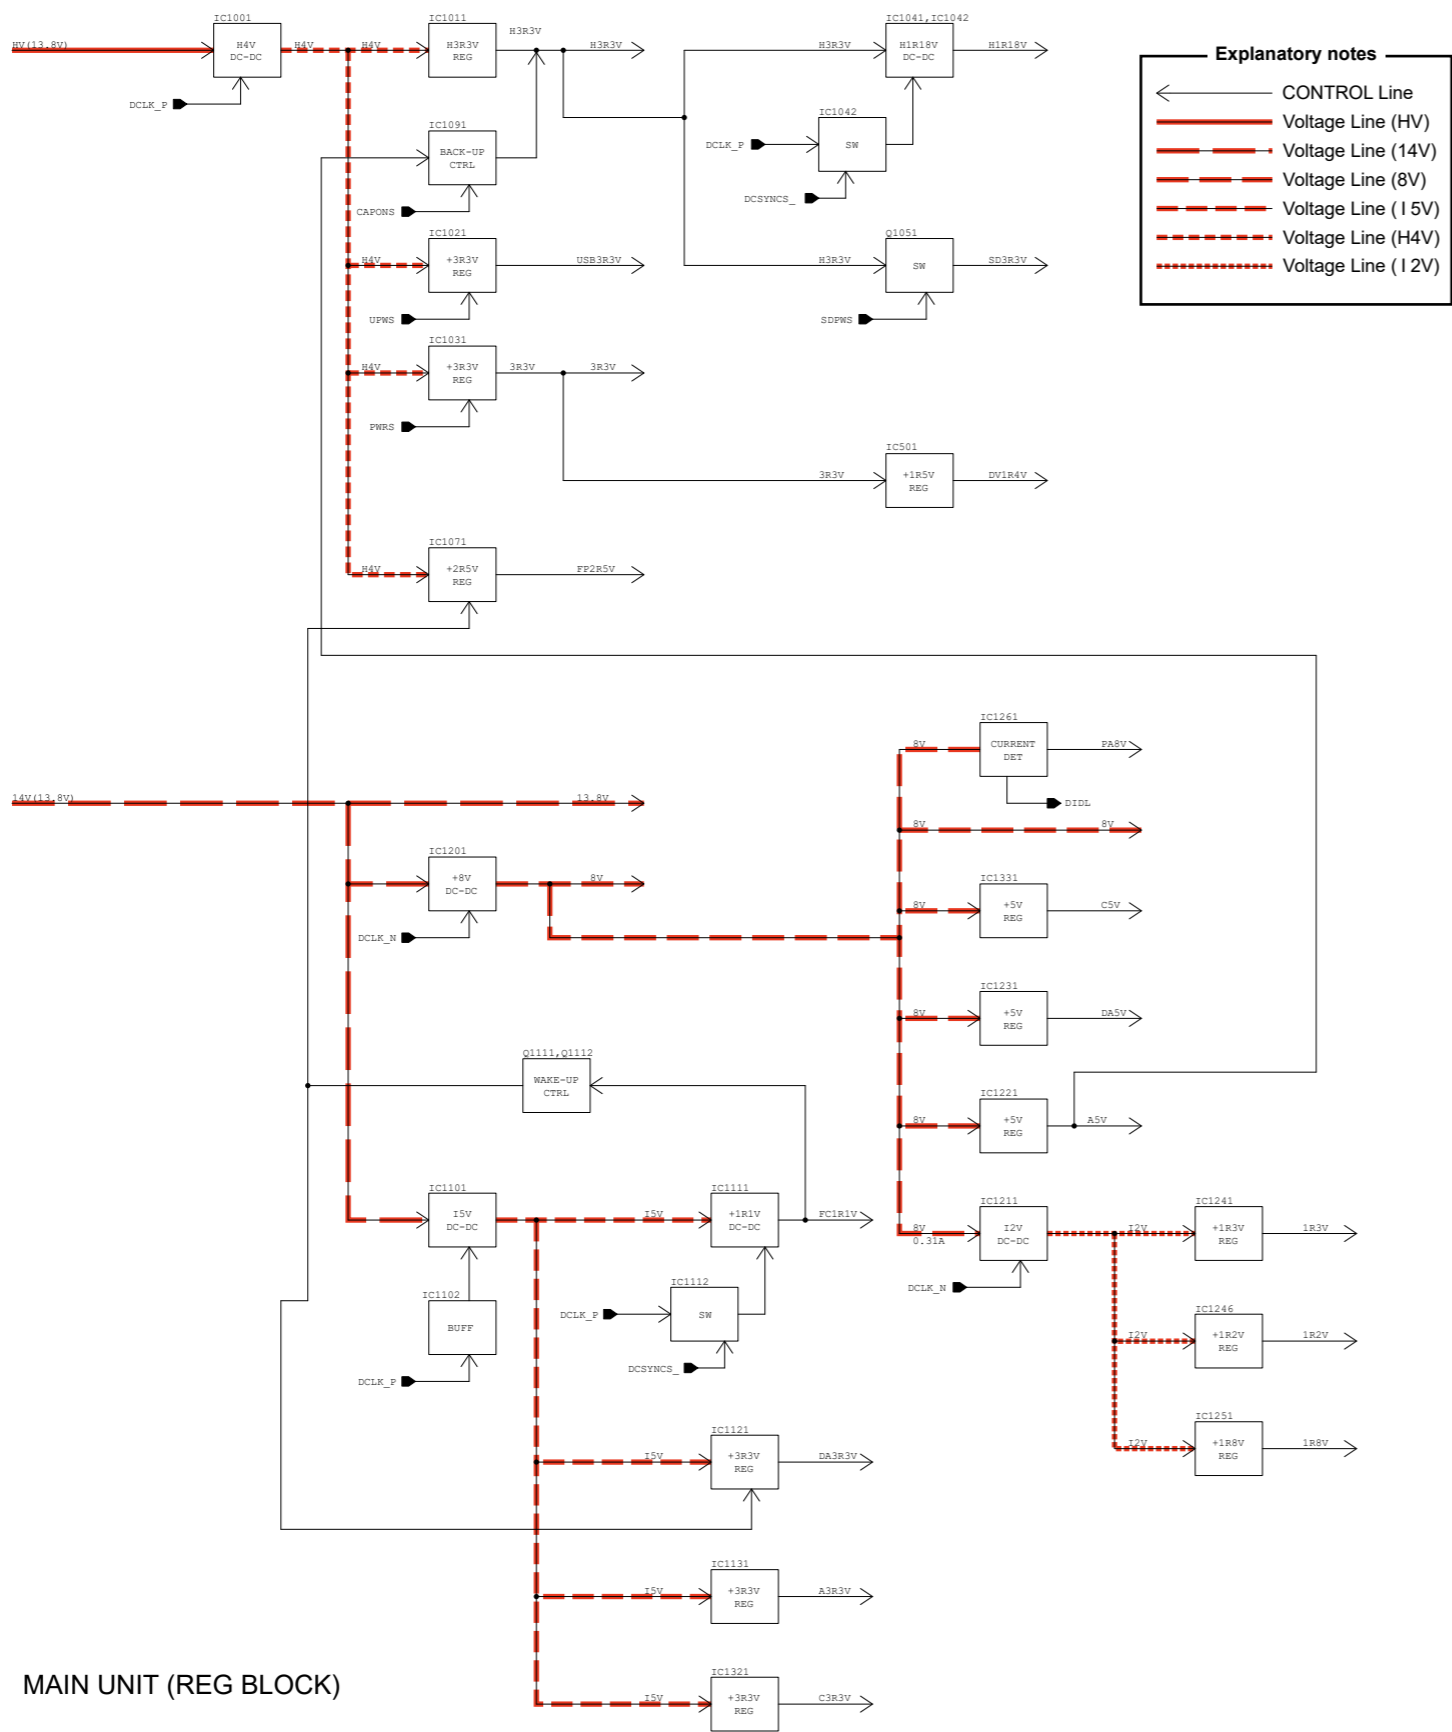 IC1001
HV(13.8V)
H4V
DC-DC
H4V
H4V
DCLK_P
IC1011
H3R3V
REG
H3R3V
H3R3V
IC1091
BACK-UP
CTRL
CAPONS
IC1021
H4V
+3R3V
REG
USB3R3V
UPWS
IC1031
H4V
+3R3V
REG
3R3V
3R3V
PWRS
IC1071
H4V
+2R5V
REG
FP2R5V
IC1041,IC1042
H3R3V
H1R18V
DC-DC
H1R18V
IC1042
DCLK_P
SW
DCSYNCS_
Q1051
H3R3V
SW
SD3R3V
SDPWS
IC501
3R3V
+1R5V
REG
DV1R4V
Explanatory notes
CONTROL Line
Voltage Line (HV)
Voltage Line (14V)
Voltage Line (8V)
Voltage Line ( I 5V)
Voltage Line (H4V)
Voltage Line ( I 2V)
14V(13.8V)
13.8V
IC1201
+8V
DC-DC
8V
DCLK_N
Q1111,Q1112
WAKE-UP
CTRL
IC1101
I5V
DC-DC
IC1102
BUFF
DCLK_P
I5V
IC1111
+1R1V
DC-DC
FC1R1V
IC1112
DCLK_P
SW
DCSYNCS_
IC1121
I5V
+3R3V
REG
DA3R3V
IC1131
I5V
+3R3V
REG
A3R3V
IC1321
I5V
+3R3V
REG
C3R3V
IC1261
8V
CURRENT
DET
PA8V
DIDL
8V
8V
IC1331
8V
+5V
REG
C5V
IC1231
8V
+5V
REG
DA5V
IC1221
8V
+5V
REG
A5V
IC1211
8V
0.31A
I2V
DC-DC
DCLK_N
IC1241
I2V
+1R3V
REG
1R3V
IC1246
I2V
+1R2V
REG
1R2V
IC1251
I2V
+1R8V
REG
1R8V
MAIN UNIT (REG BLOCK)